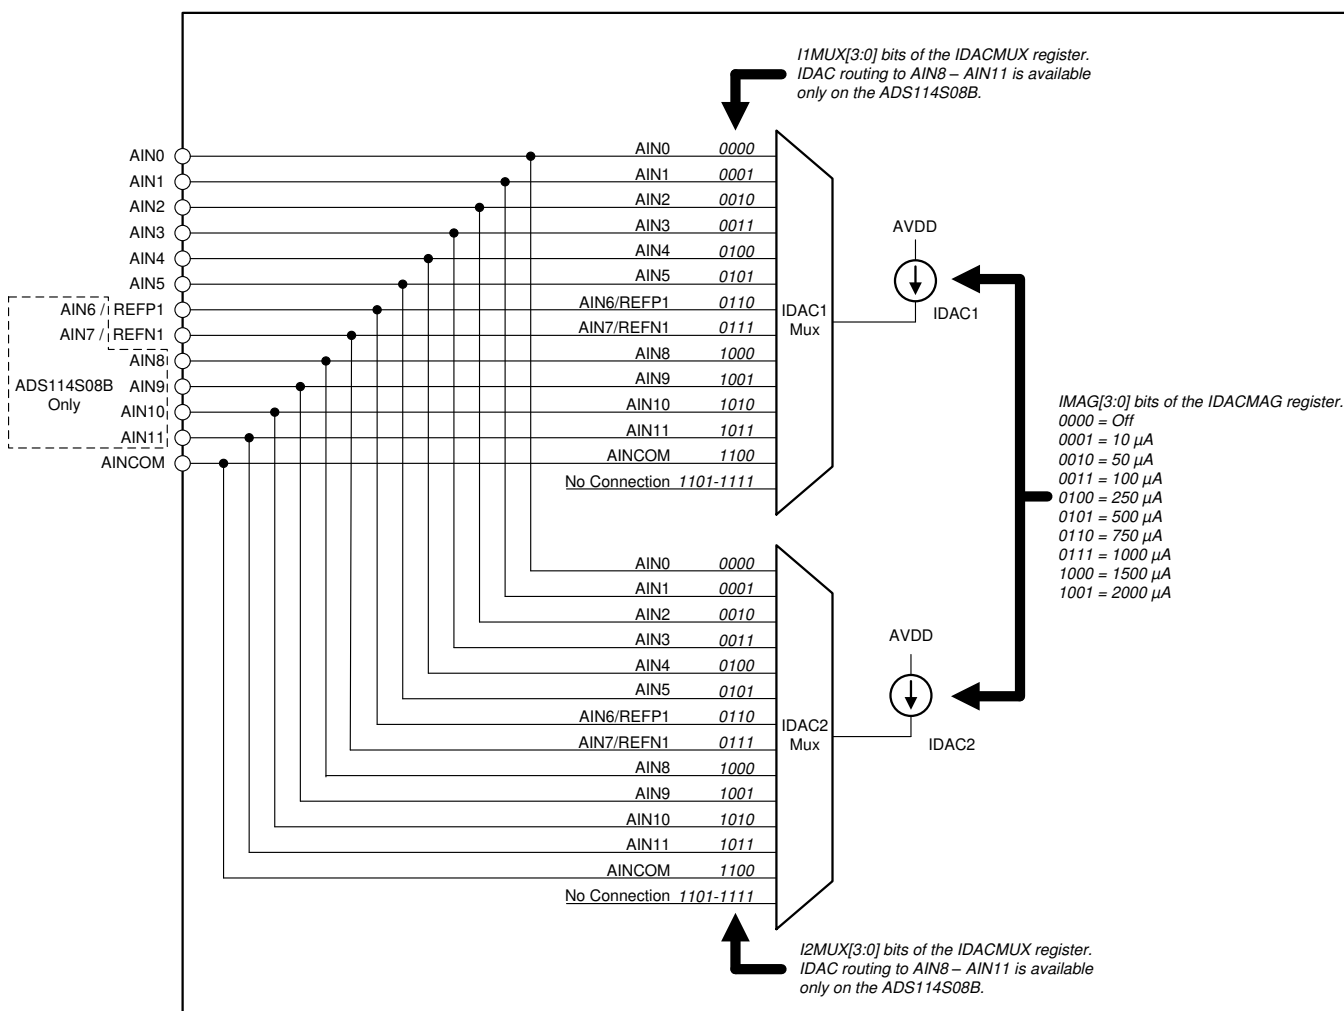 I1MUX[3:0] bits of the IDACMUX register.
IDAC routing to AIN8 – AIN11 is available
only on the ADS114S08B.
AIN0
AIN1
AIN2
AIN3
AIN4
AIN5
AIN6 / REFP1
AIN7 / REFN1
AIN8
AIN9
AIN10
AIN11
AINCOM
ADS114S08B
Only
AIN0 0000
AIN1 0001
AIN2 0010
AIN3 0011
AIN4 0100
AIN5 0101
AIN6/REFP1 0110
AIN7/REFN1 0111
AIN8 1000
AIN9 1001
AIN10 1010
AIN11 1011
AINCOM 1100
No Connection 1101-1111
IDAC1
Mux
AVDD
IDAC1
IMAG[3:0] bits of the IDACMAG register.
0000 = Off
0001 = 10 μA
0010 = 50 μA
0011 = 100 μA
0100 = 250 μA
0101 = 500 μA
0110 = 750 μA
0111 = 1000 μA
1000 = 1500 μA
1001 = 2000 μA
AIN0 0000
AIN1 0001
AIN2 0010
AIN3 0011
AIN4 0100
AIN5 0101
AIN6/REFP1 0110
AIN7/REFN1 0111
AIN8 1000
AIN9 1001
AIN10 1010
AIN11 1011
AINCOM 1100
No Connection 1101-1111
IDAC2
Mux
AVDD
IDAC2
I2MUX[3:0] bits of the IDACMUX register.
IDAC routing to AIN8 – AIN11 is available
only on the ADS114S08B.